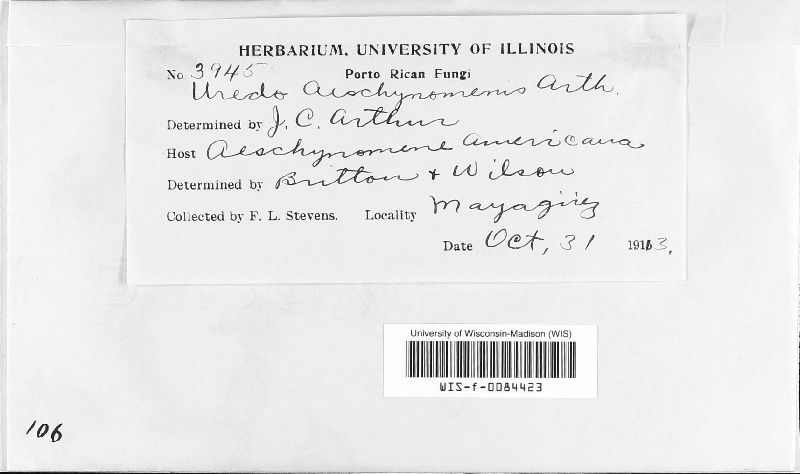 HERBARIUM, UNIVERSITY OF ILLINOIS
No. 3945 Porto Rican Fungi
Uredo Aeschynomenis Arth.
Determined by J. C. Arthur
Host Aeschynomene americana
Determined by Britton & Wilson
Collected by F. L. Stevens. Locality Mayagüez
Date Oct, 31 1913.
University of Wisconsin-Madison (WIS)
WIS-f-0084423
106